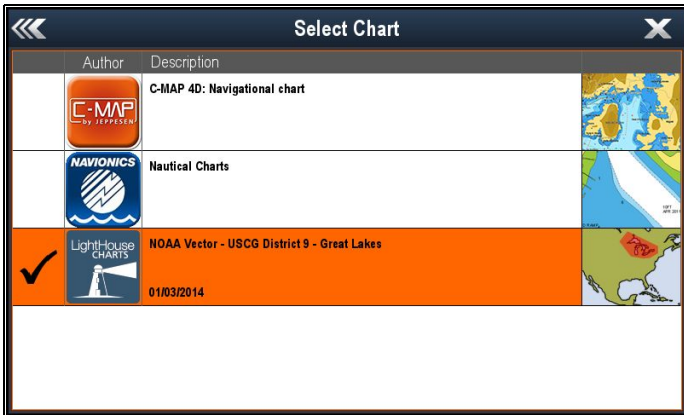 Select Chart
Author Description
C-MAP
by JEPPESEN
C-MAP 4D: Navigational chart
NAVIONICS
Nautical Charts
LightHouse
CHARTS
NOAA Vector - USCG District 9 - Great Lakes
01/03/2014